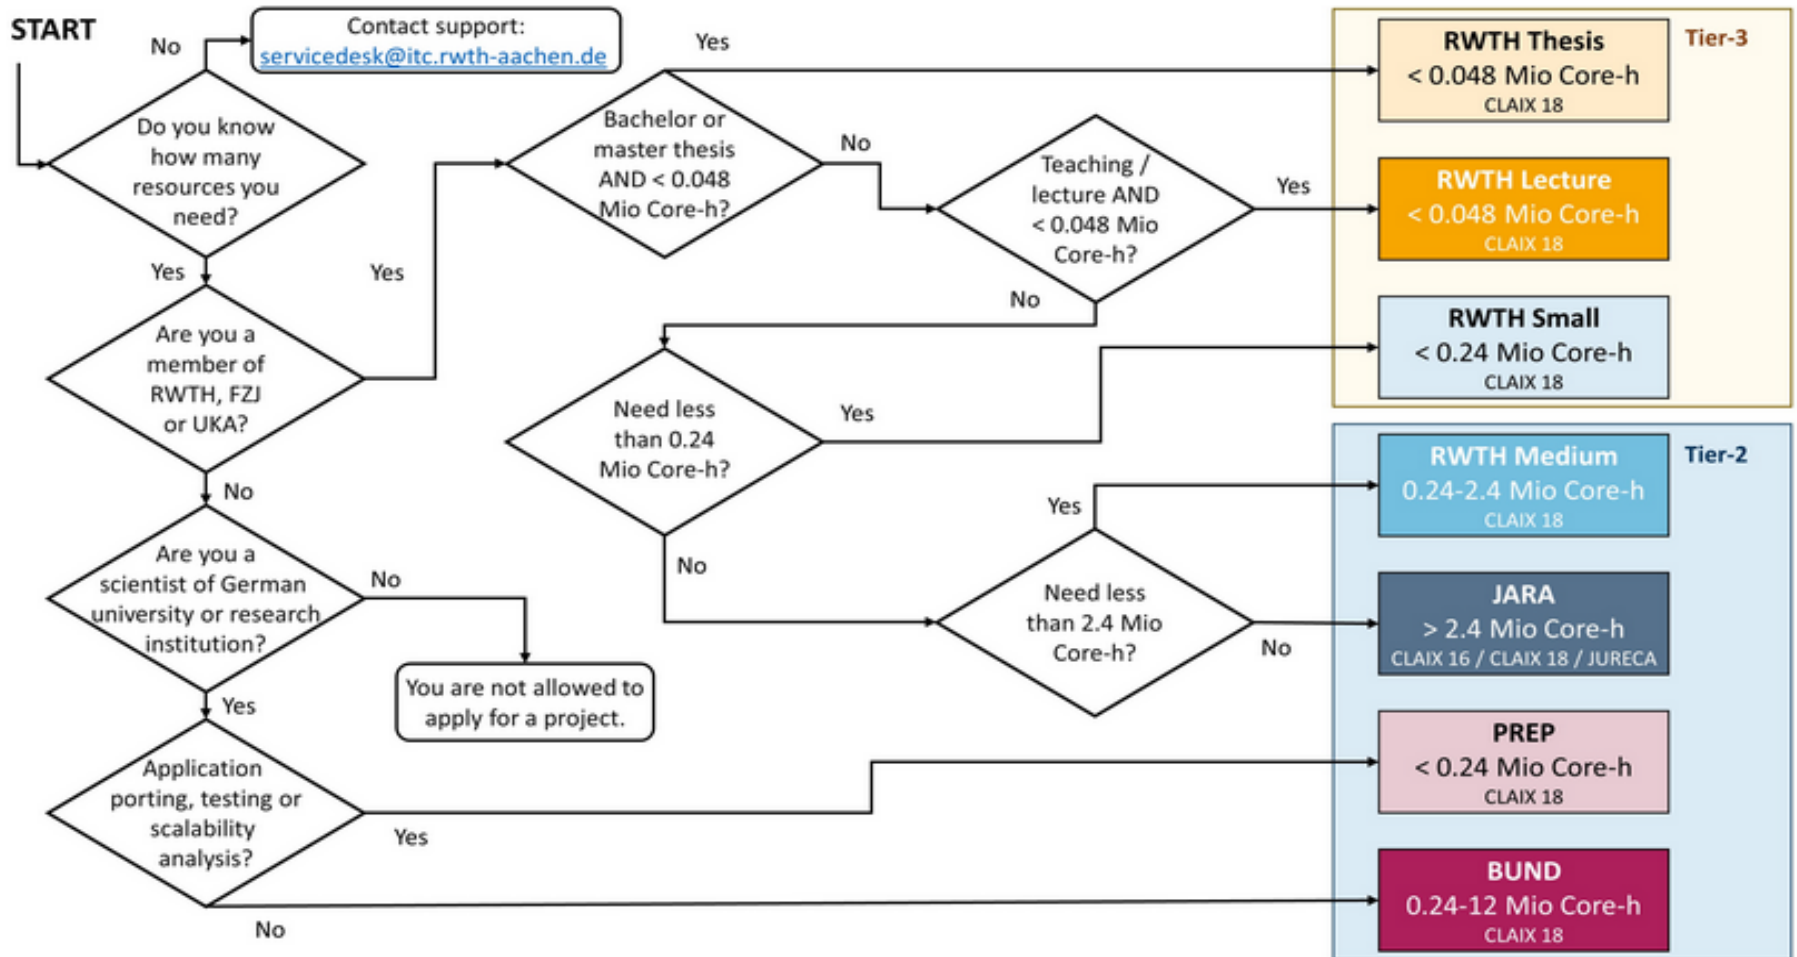 START
No
Contact support:
servicedesk@itc.rwth-aachen.de
Do you know
how many
resources you
need?
Yes
Yes
Are you a
member of
RWTH, FZJ
or UKA?
No
Are you a
scientist of German
university or research
institution?
No
You are not allowed to
apply for a project.
Yes
Application
porting, testing or
scalability
analysis?
Yes
No
Bachelor or
master thesis
AND < 0.048
Mio Core-h?
Yes
No
Teaching /
lecture AND
< 0.048 Mio
Core-h?
Yes
No
Need less
than 0.24
Mio Core-h?
Yes
No
Need less
than 2.4 Mio
Core-h?
Yes
No
Tier-3
RWTH Thesis
< 0.048 Mio Core-h
CLAIX 18
RWTH Lecture
< 0.048 Mio Core-h
CLAIX 18
RWTH Small
< 0.24 Mio Core-h
CLAIX 18
Tier-2
RWTH Medium
0.24-2.4 Mio Core-h
CLAIX 18
JARA
> 2.4 Mio Core-h
CLAIX 16 / CLAIX 18 / JURECA
PREP
< 0.24 Mio Core-h
CLAIX 18
BUND
0.24-12 Mio Core-h
CLAIX 18